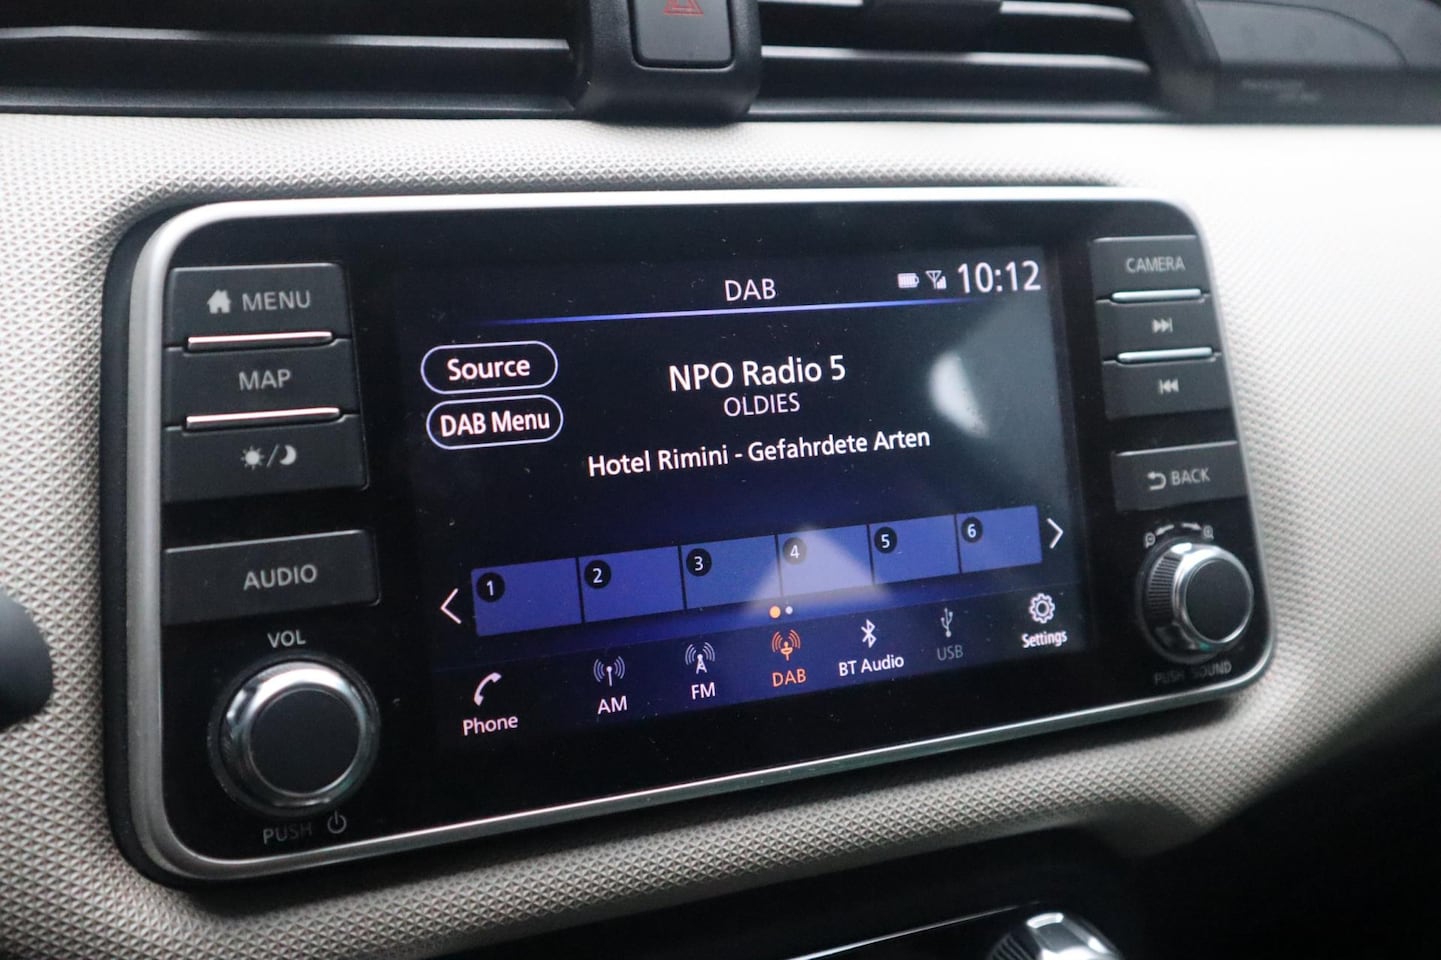 MENU
MAP
AUDIO
VOL
PUSH
DAB
10:12
Source
DAB Menu
NPO Radio 5
OLDIES
Hotel Rimini - Gefahrdete Arten
1 2 3 4 5 6
Phone
AM
FM
DAB
BT Audio
USB
Settings
CAMERA
BACK
PUSH SOUND